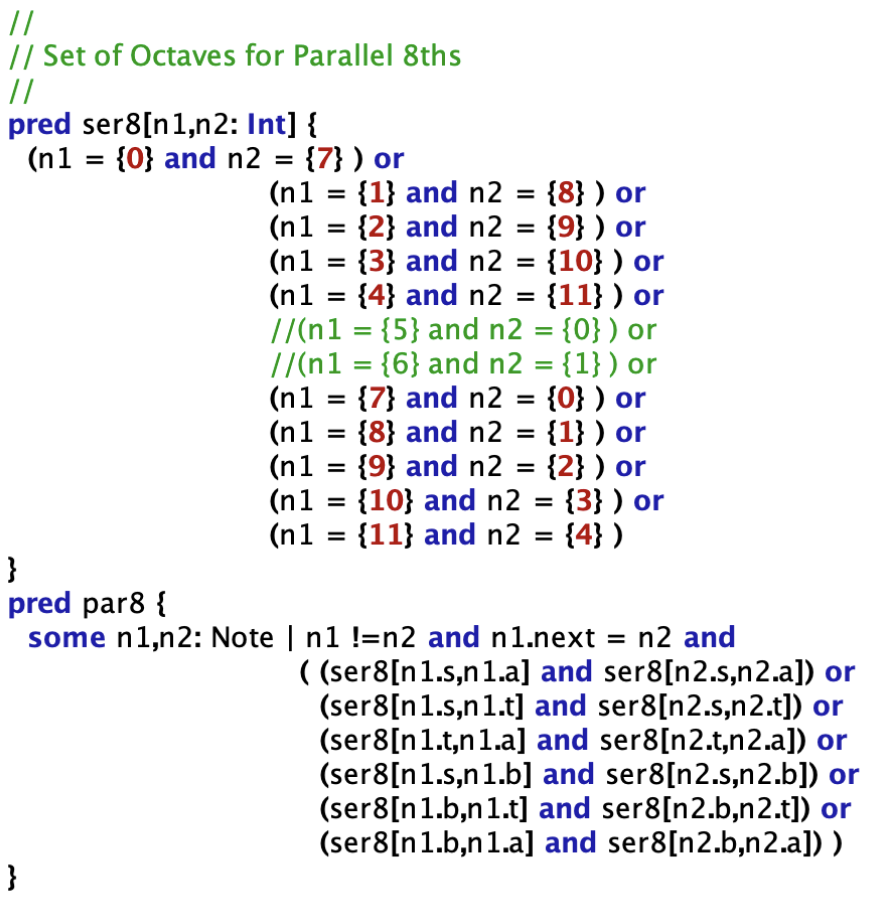 //
// Set of Octaves for Parallel 8ths
//
pred ser8[n1,n2: Int] {
(n1 = {0} and n2 = {7} ) or
(n1 = {1} and n2 = {8} ) or
(n1 = {2} and n2 = {9} ) or
(n1 = {3} and n2 = {10} ) or
(n1 = {4} and n2 = {11} ) or
//(n1 = {5} and n2 = {0} ) or
//(n1 = {6} and n2 = {1} ) or
(n1 = {7} and n2 = {0} ) or
(n1 = {8} and n2 = {1} ) or
(n1 = {9} and n2 = {2} ) or
(n1 = {10} and n2 = {3} ) or
(n1 = {11} and n2 = {4} )
}
pred par8 {
some n1,n2: Note | n1 !=n2 and n1.next = n2 and
( (ser8[n1.s,n1.a] and ser8[n2.s,n2.a]) or
(ser8[n1.s,n1.t] and ser8[n2.s,n2.t]) or
(ser8[n1.t,n1.a] and ser8[n2.t,n2.a]) or
(ser8[n1.s,n1.b] and ser8[n2.s,n2.b]) or
(ser8[n1.b,n1.t] and ser8[n2.b,n2.t]) or
(ser8[n1.b,n1.a] and ser8[n2.b,n2.a]) )
}